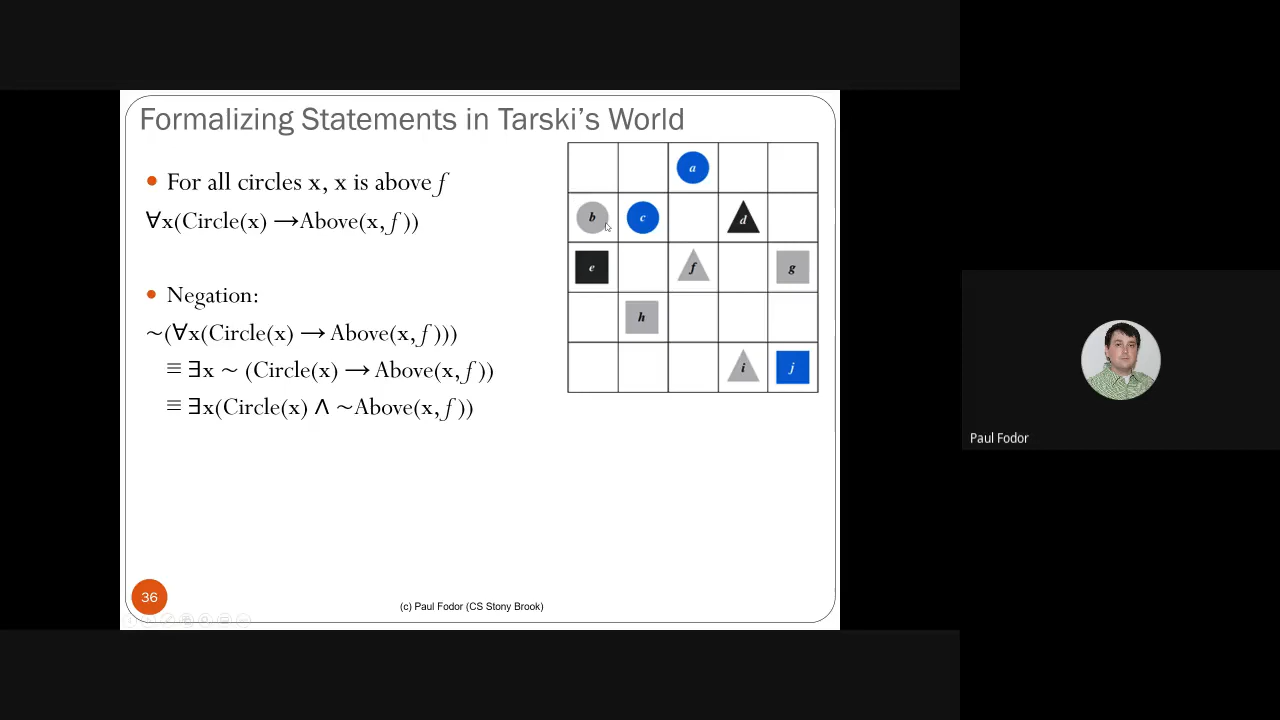 Formalizing Statements in Tarski's World
• For all circles x, x is above f
∀x(Circle(x) →Above(x, f ))
• Negation:
~(∀x(Circle(x) → Above(x, f )))
≡ ∃x ~ (Circle(x) → Above(x, f ))
≡ ∃x(Circle(x) ∧ ~Above(x, f ))
a
b c d
e f g
h
i j
36
(c) Paul Fodor (CS Stony Brook)
Paul Fodor